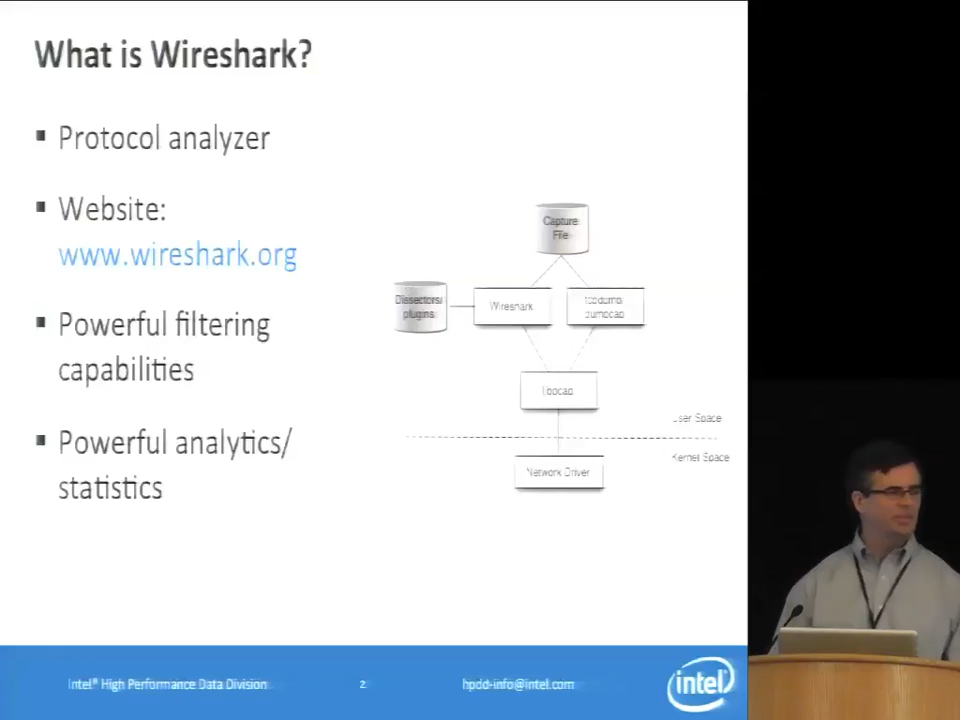 What is Wireshark?
▪ Protocol analyzer
▪ Website:
www.wireshark.org
▪ Powerful filtering
capabilities
▪ Powerful analytics/
statistics
Capture
File
Dissectors/
plugins
Wireshark
tcpdump/
dumpcap
libpcap
User Space
Kernel Space
Network Driver
Intel® High Performance Data Division
2
hpdd-info@intel.com
intel